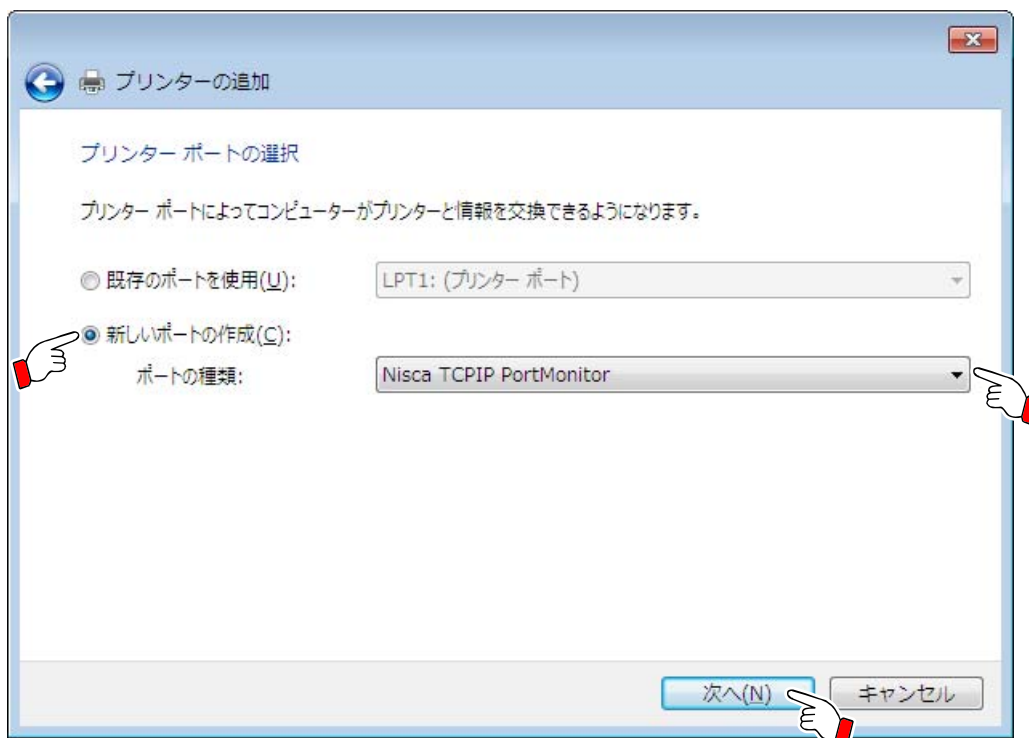 プリンターの追加
プリンター ポートの選択
プリンター ポートによってコンピューターがプリンターと情報を交換できるようになります。
既存のポートを使用(U):
LPT1: (プリンター ポート)
新しいポートの作成(C):
ポートの種類:
Nisca TCPIP PortMonitor
次へ(N)
キャンセル